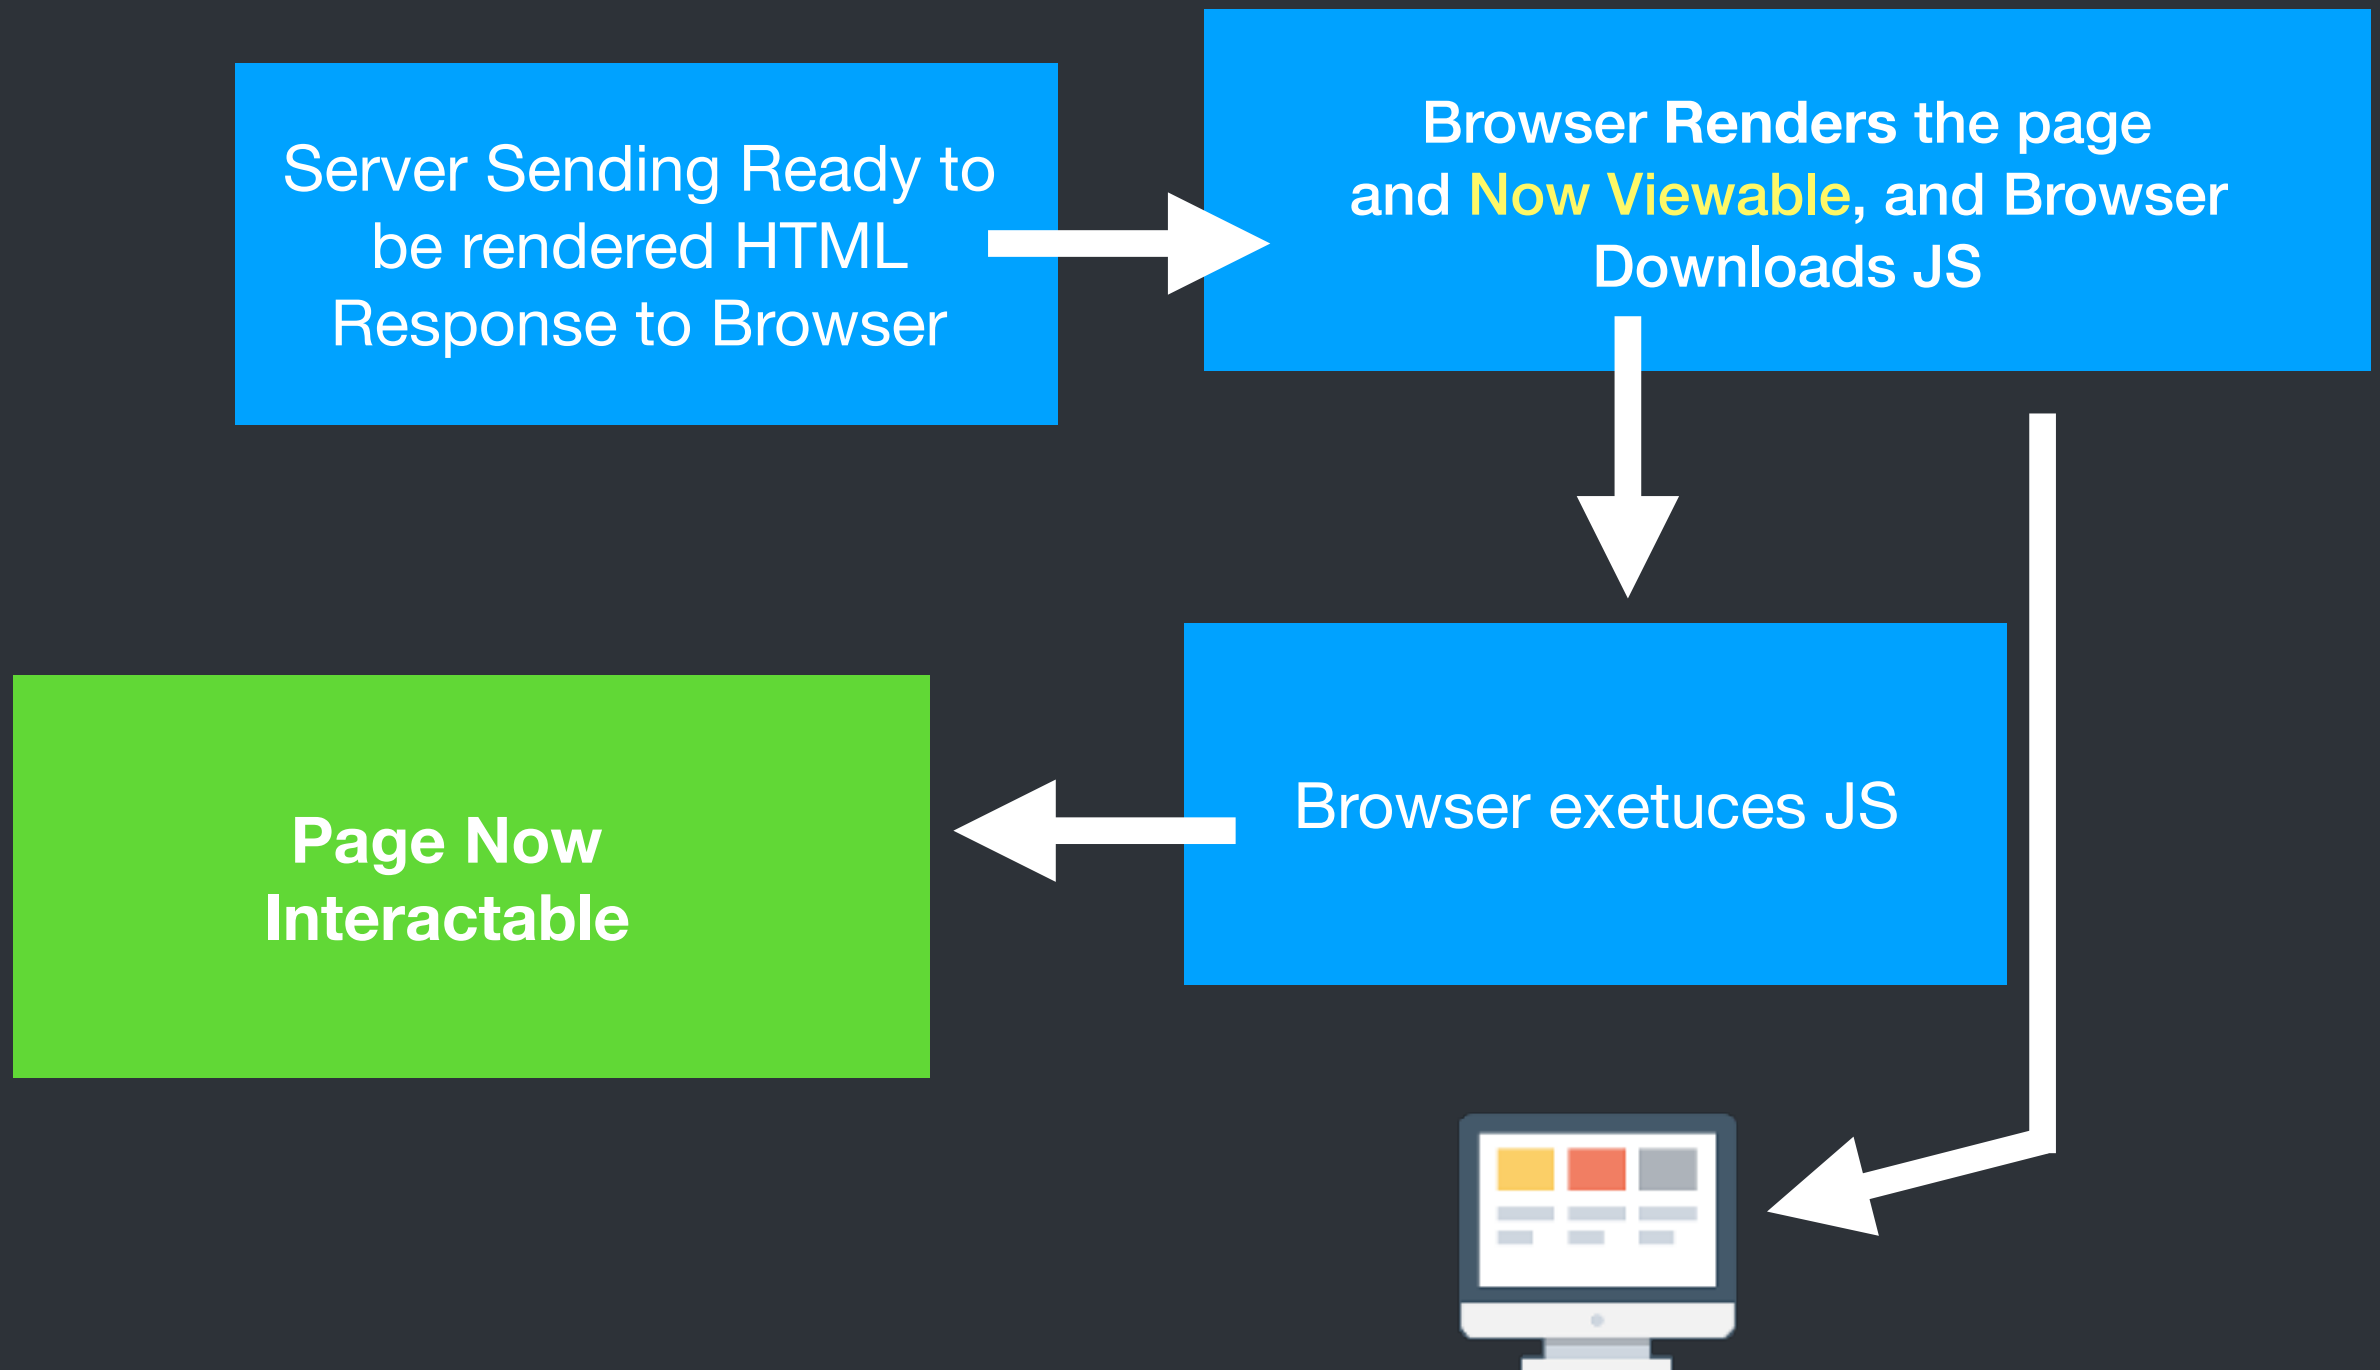 Server Sending Ready to
be rendered HTML
Response to Browser
Browser Renders the page
and Now Viewable, and Browser
Downloads JS
Browser exetuces JS
Page Now
Interactable